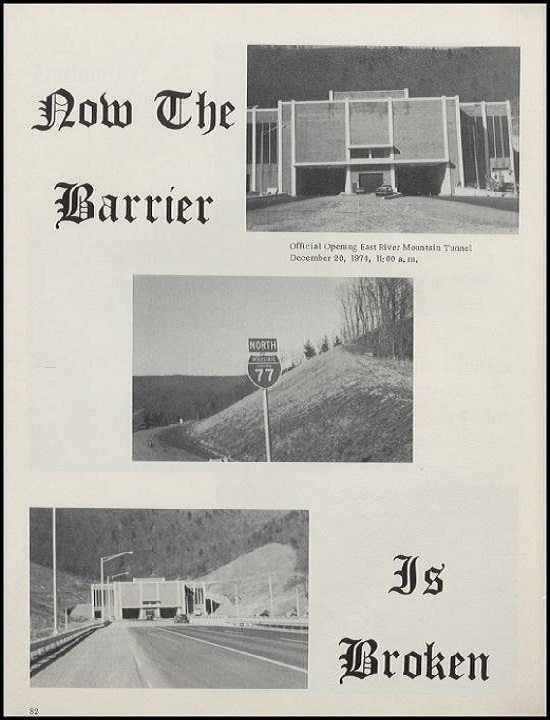 Now The
Barrier
Official Opening East River Mountain Tunnel
December 20, 1974, 11:00 a.m.
NORTH
INTERSTATE
77
Is
Broken
82